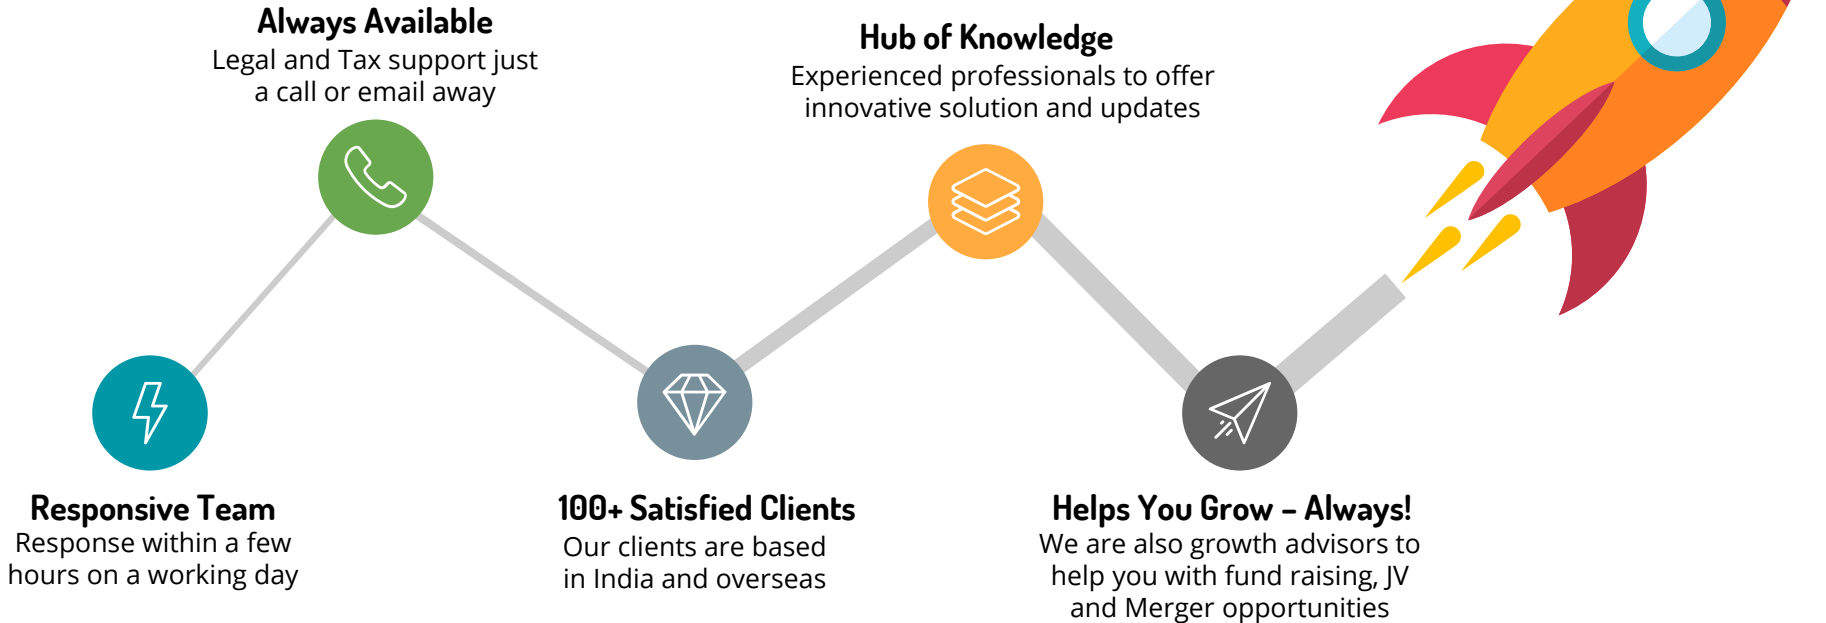 Always Available
Legal and Tax support just
a call or email away
Hub of Knowledge
Experienced professionals to offer
innovative solution and updates
Responsive Team
Response within a few
hours on a working day
100+ Satisfied Clients
Our clients are based
in India and overseas
Helps You Grow – Always!
We are also growth advisors to
help you with fund raising, JV
and Merger opportunities